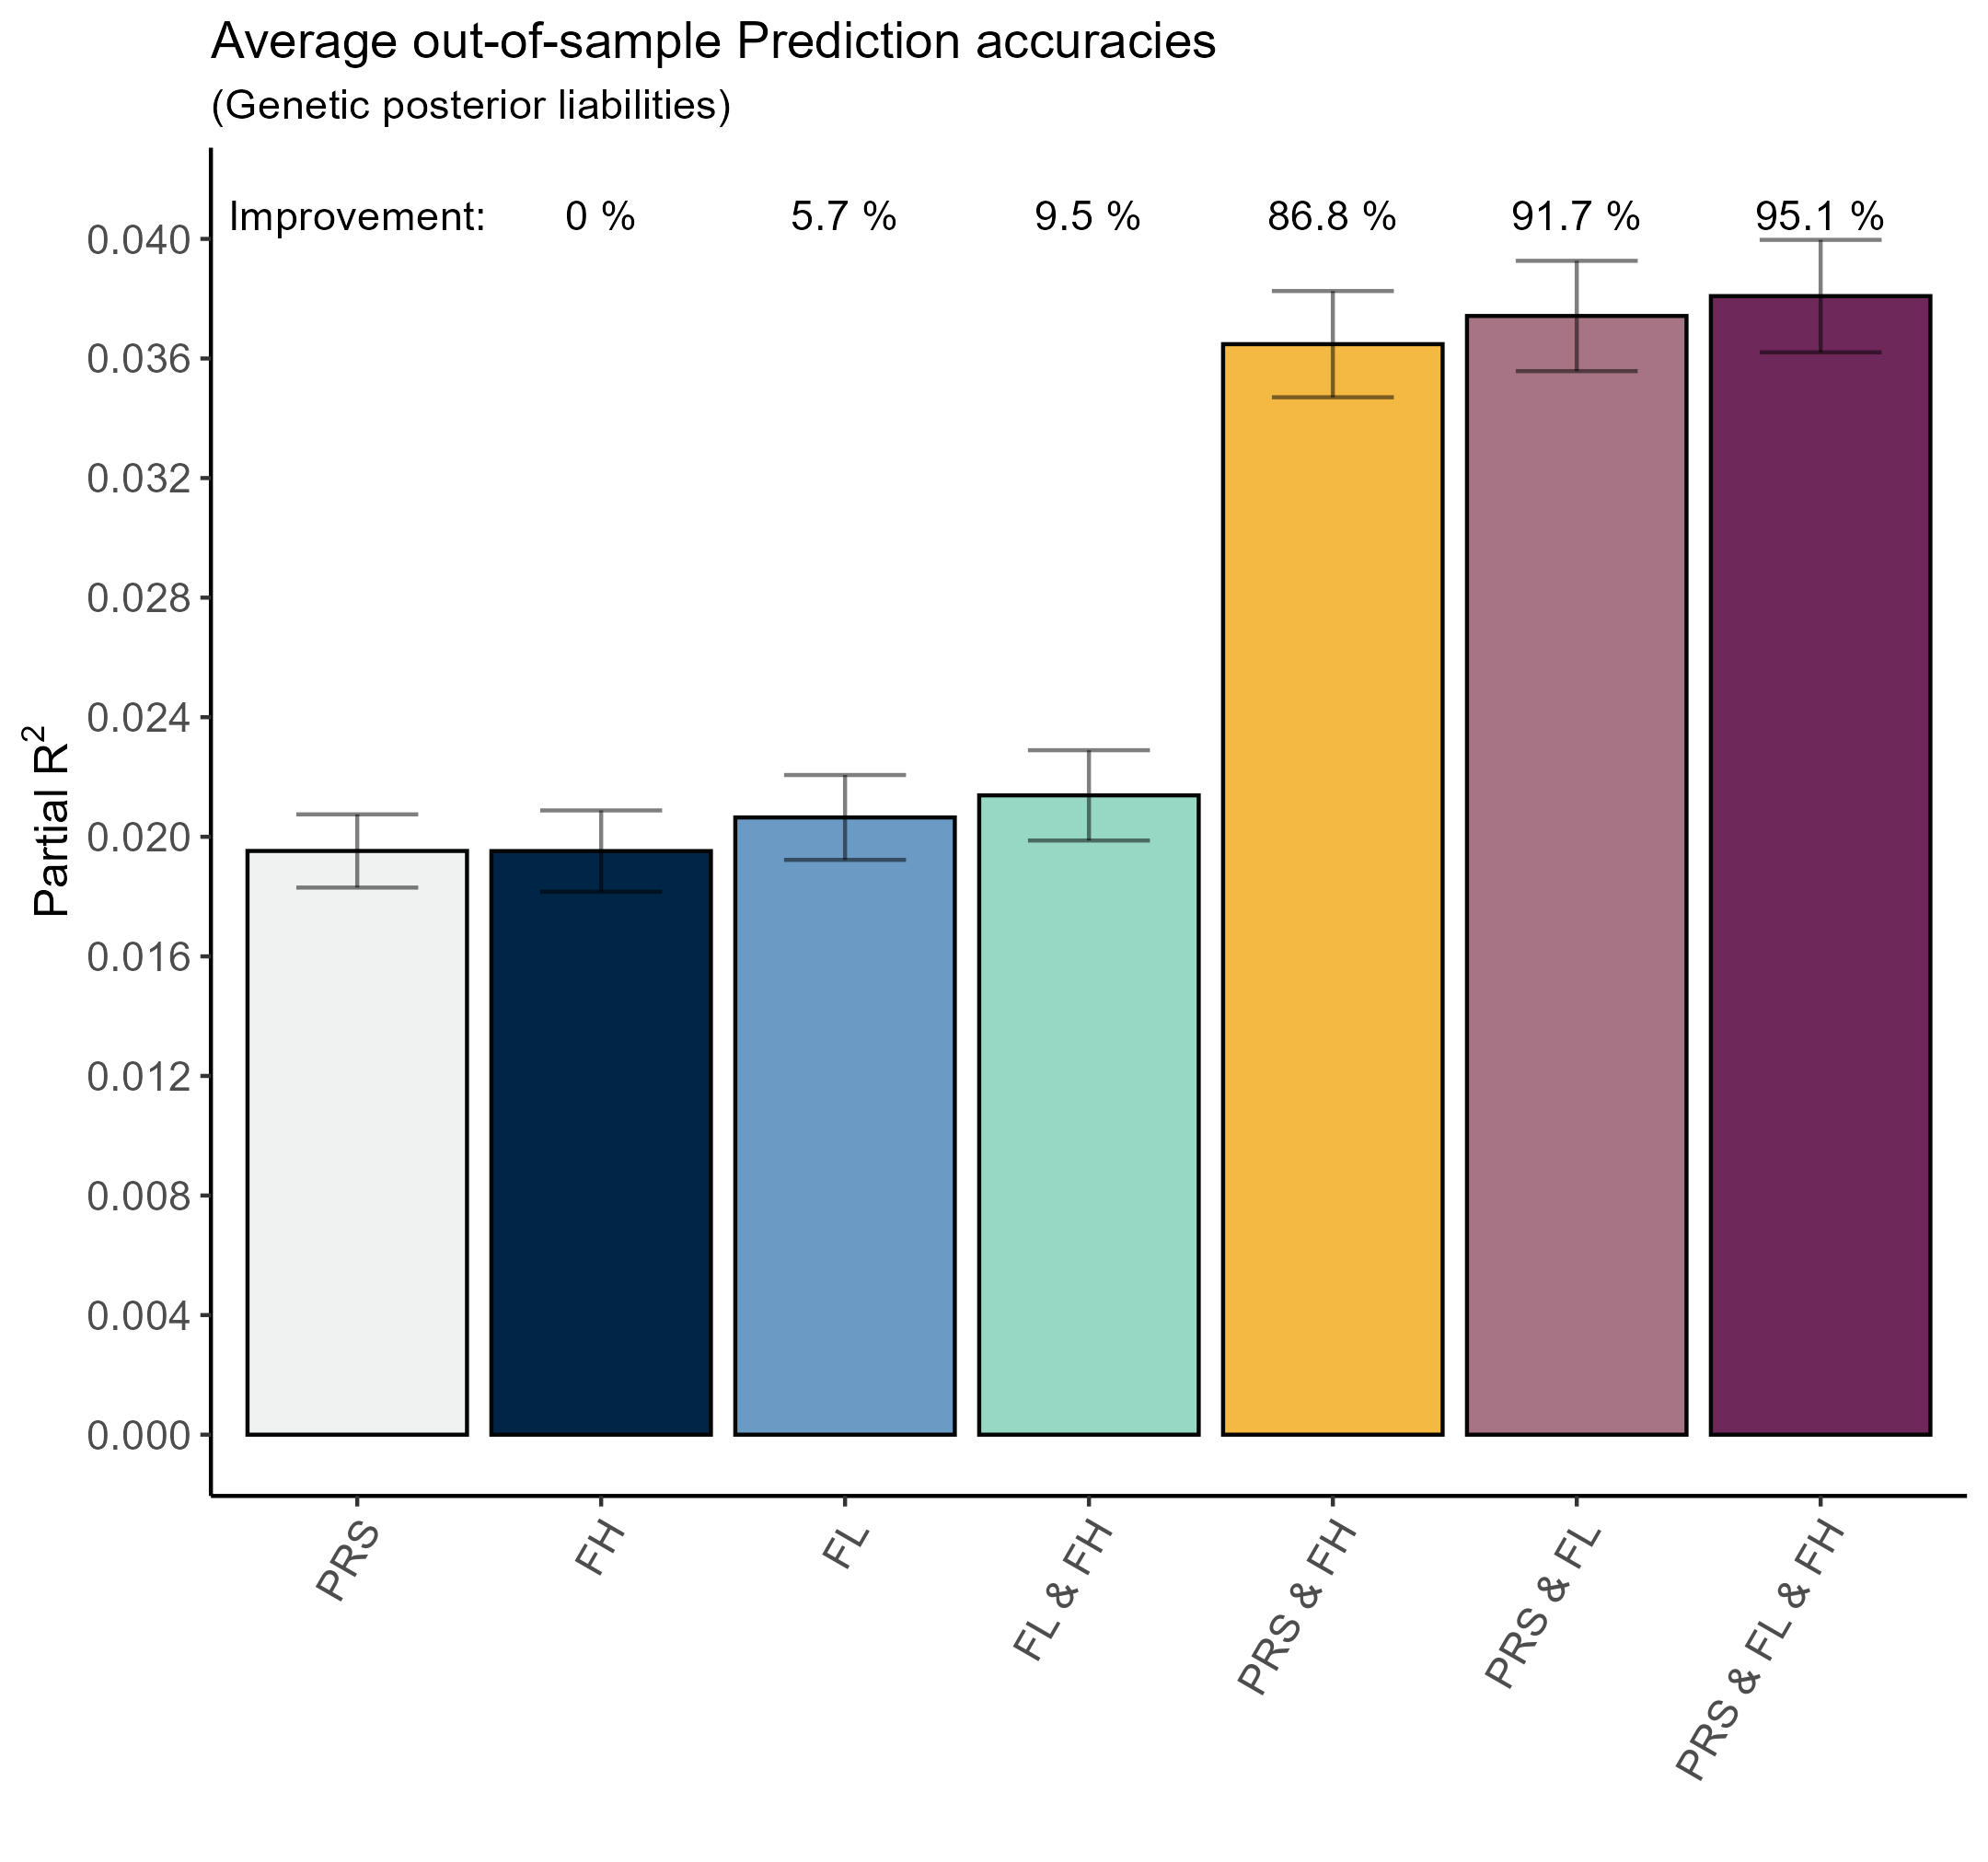 Average out-of-sample Prediction accuracies
(Genetic posterior liabilities)
Improvement: 0 % 5.7 % 9.5 % 86.8 % 91.7 % 95.1 %
0.040
0.036
0.032
0.028
0.024
0.020
0.016
0.012
0.008
0.004
0.000
Partial R²
PRS
FH
FL
FL & FH
PRS & FH
PRS & FL
PRS & FL & FH